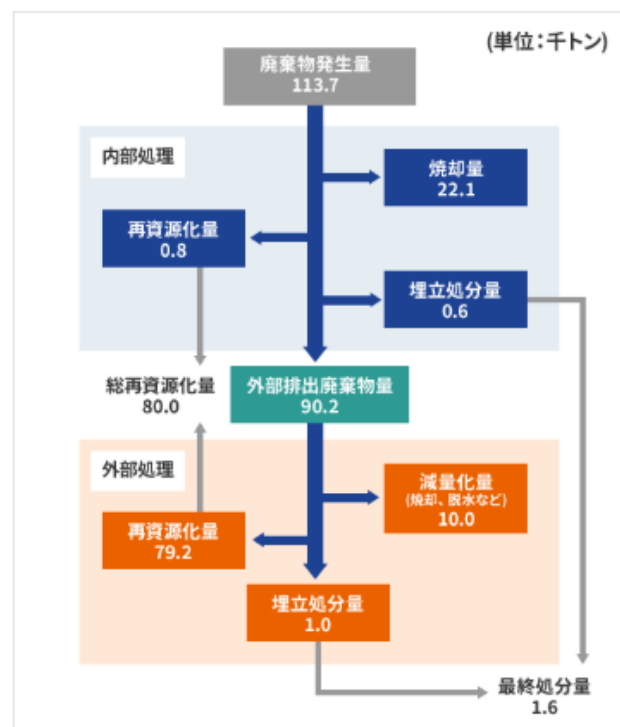 (単位：千トン)
廃棄物発生量
113.7
内部処理
焼却量
22.1
再資源化量
0.8
埋立処分量
0.6
総再資源化量
80.0
外部排出廃棄物量
90.2
外部処理
減量化量
(焼却、脱水など)
10.0
再資源化量
79.2
埋立処分量
1.0
最終処分量
1.6